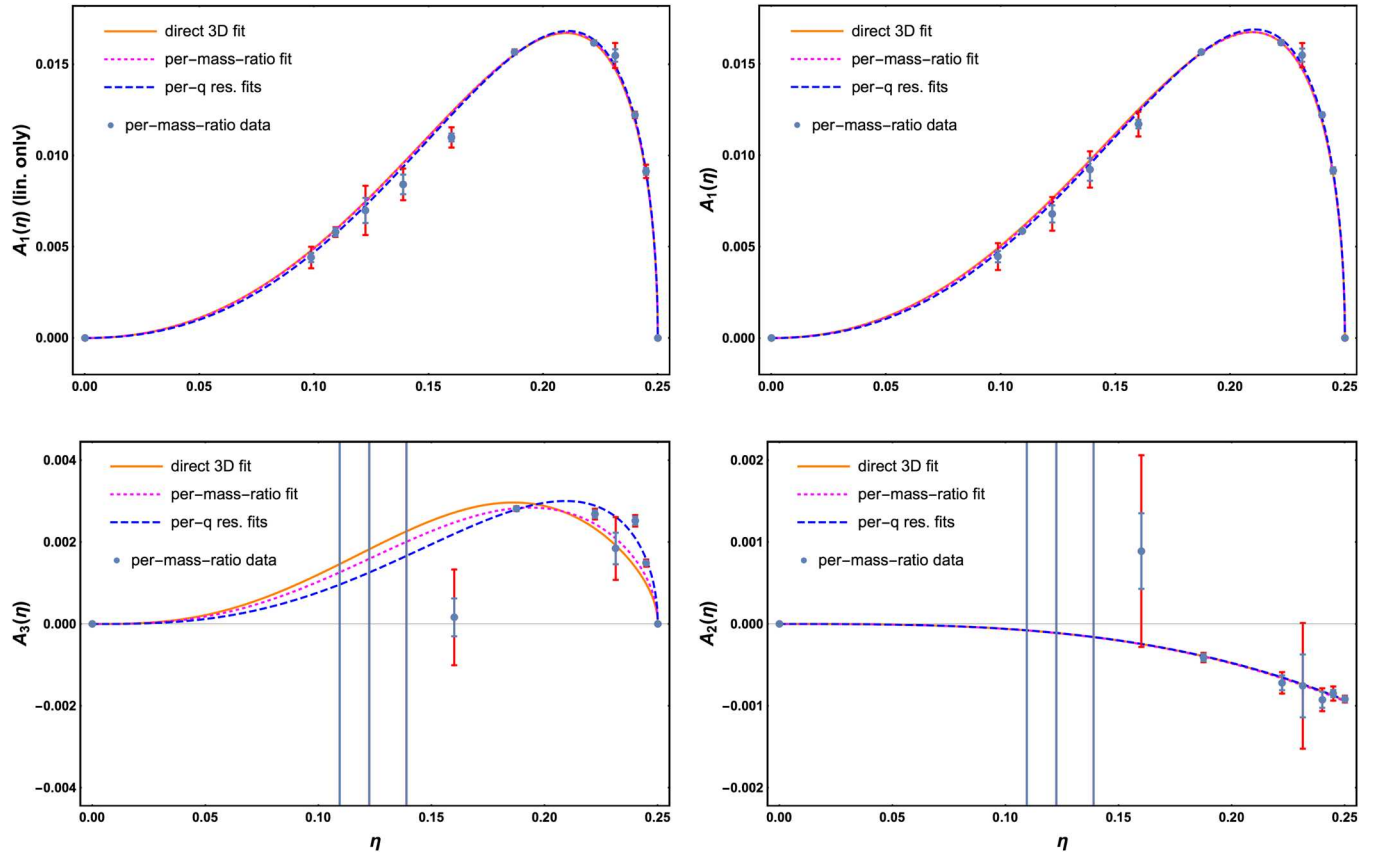 direct 3D fit
per-mass-ratio fit
per-q res. fits
per-mass-ratio data
A₁(η) (lin. only)
0.015
0.010
0.005
0.000
0.00 0.05 0.10 0.15 0.20 0.25
direct 3D fit
per-mass-ratio fit
per-q res. fits
per-mass-ratio data
A₁(η)
0.015
0.010
0.005
0.000
0.00 0.05 0.10 0.15 0.20 0.25
direct 3D fit
per-mass-ratio fit
per-q res. fits
per-mass-ratio data
A₃(η)
0.004
0.002
0.000
-0.002
-0.004
0.00 0.05 0.10 0.15 0.20 0.25
η
direct 3D fit
per-mass-ratio fit
per-q res. fits
per-mass-ratio data
A₂(η)
0.002
0.001
0.000
-0.001
-0.002
0.00 0.05 0.10 0.15 0.20 0.25
η